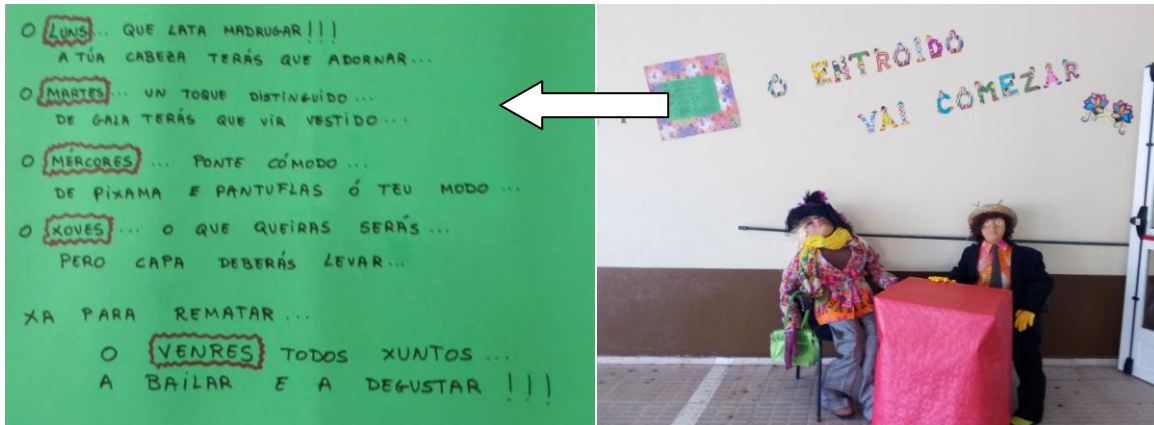 O LUNS... QUE LATA MADRUGAR!!!
A TÚA CABEZA TERÁS QUE ADORNAR...
O MARTES... UN TOQUE DISTINGUIDO...
DE GALA TERÁS QUE VIR VESTIDO...
O MÉRCORES... PONTE CÓMODO...
DE PIXAMA E PANTUFLAS Ó TEU MODO...
O XOVES... O QUE QUEIRAS SERÁS...
PERO CAPA DEBERÁS LEVAR...
XA PARA REMATAR...
O VENRES TODOS XUNTOS...
A BAILAR E A DEGUSTAR!!!
O ENTROIDO
VAI COMEZAR